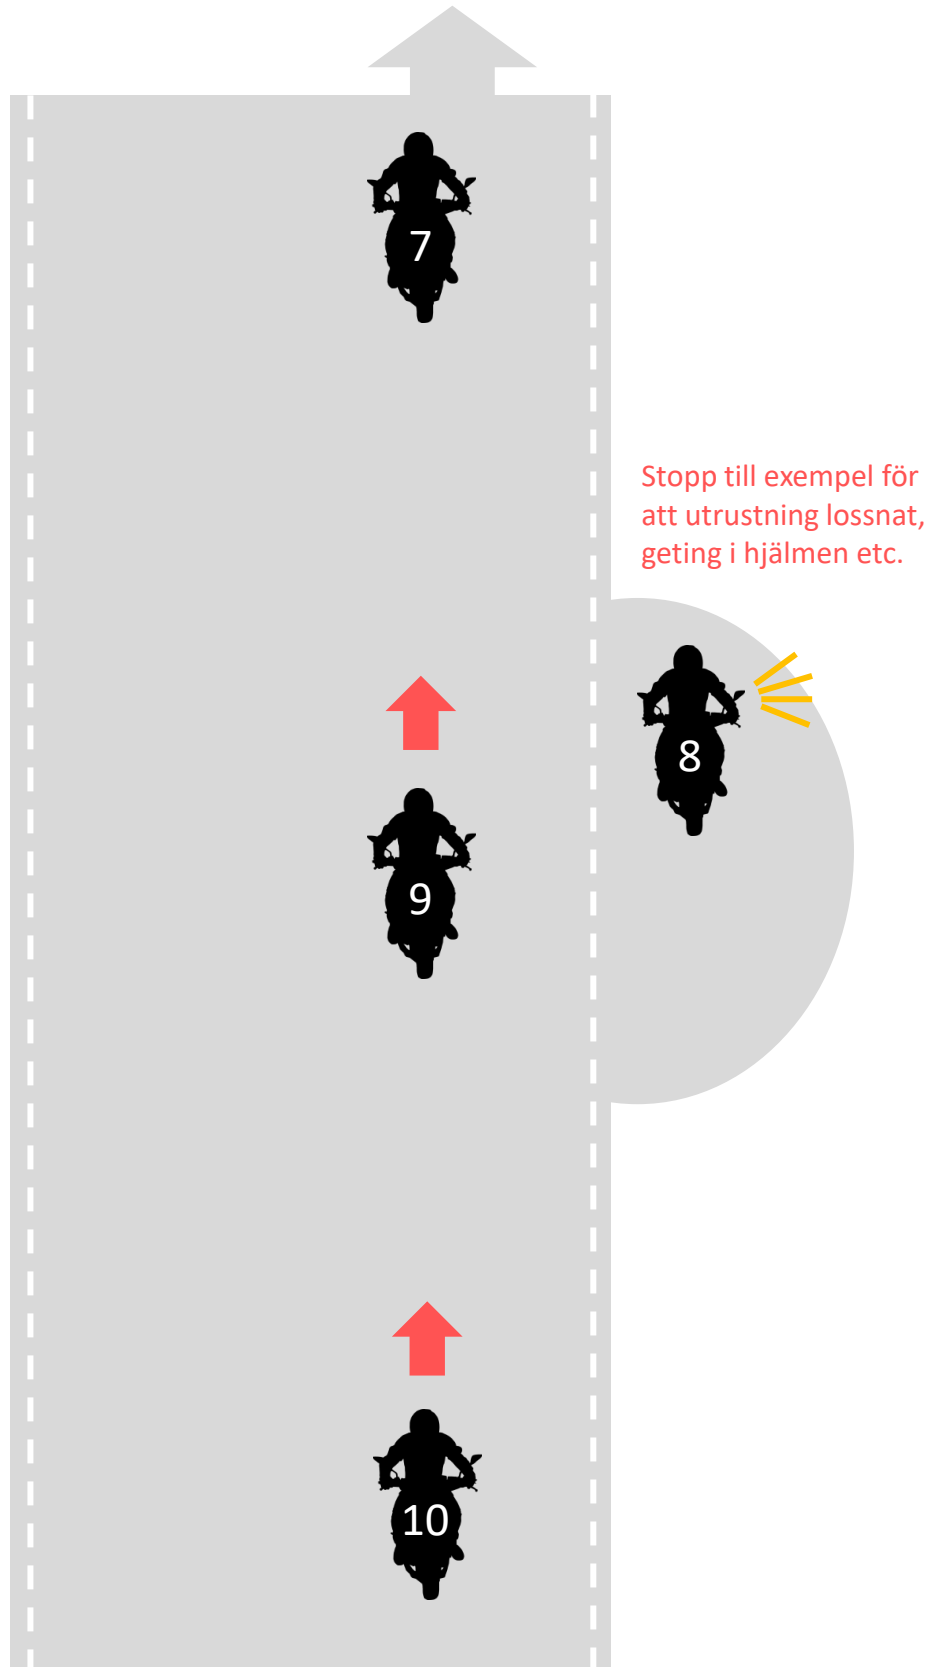 7
Stopp till exempel för
att utrustning lossnat,
geting i hjälmen etc.
8
9
10